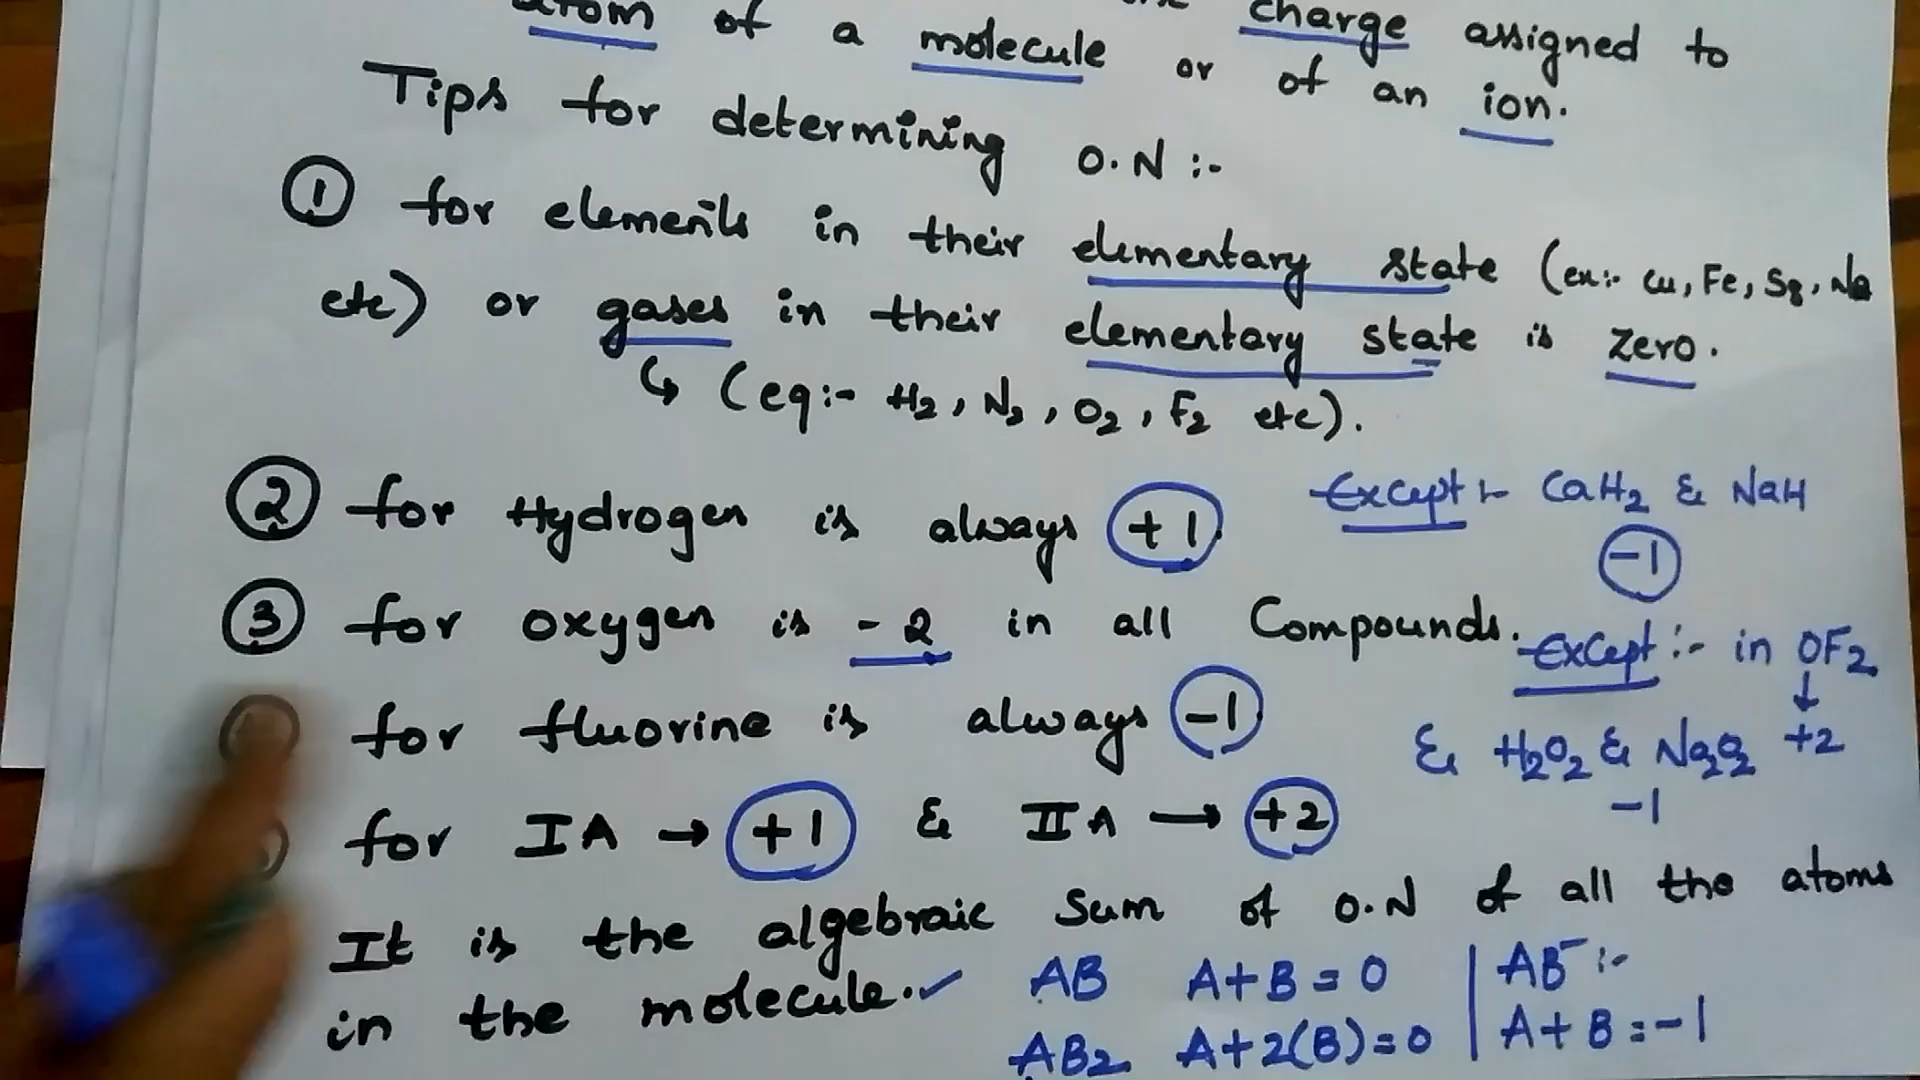 atom of a molecule or of an ion.
charge assigned to
Tips for determining O.N :-
① for elements in their elementary state (ex:- Cu, Fe, S8, Na
etc) or gases in their elementary state is zero.
↳ (eg:- H2, N2, O2, F2 etc).
② for Hydrogen is always +1 Except :- CaH2 & NaH
-1
③ for oxygen is -2 in all Compounds. Except :- in OF2
↓
+2
& H2O2 & Na2O2
-1
for fluorine is always -1
for IA → +1 & IIA → +2
It is the algebraic sum of O.N of all the atoms
in the molecule. ✓
AB A+B=0 | AB⁻ :-
AB2 A+2(B)=0 | A+B=-1